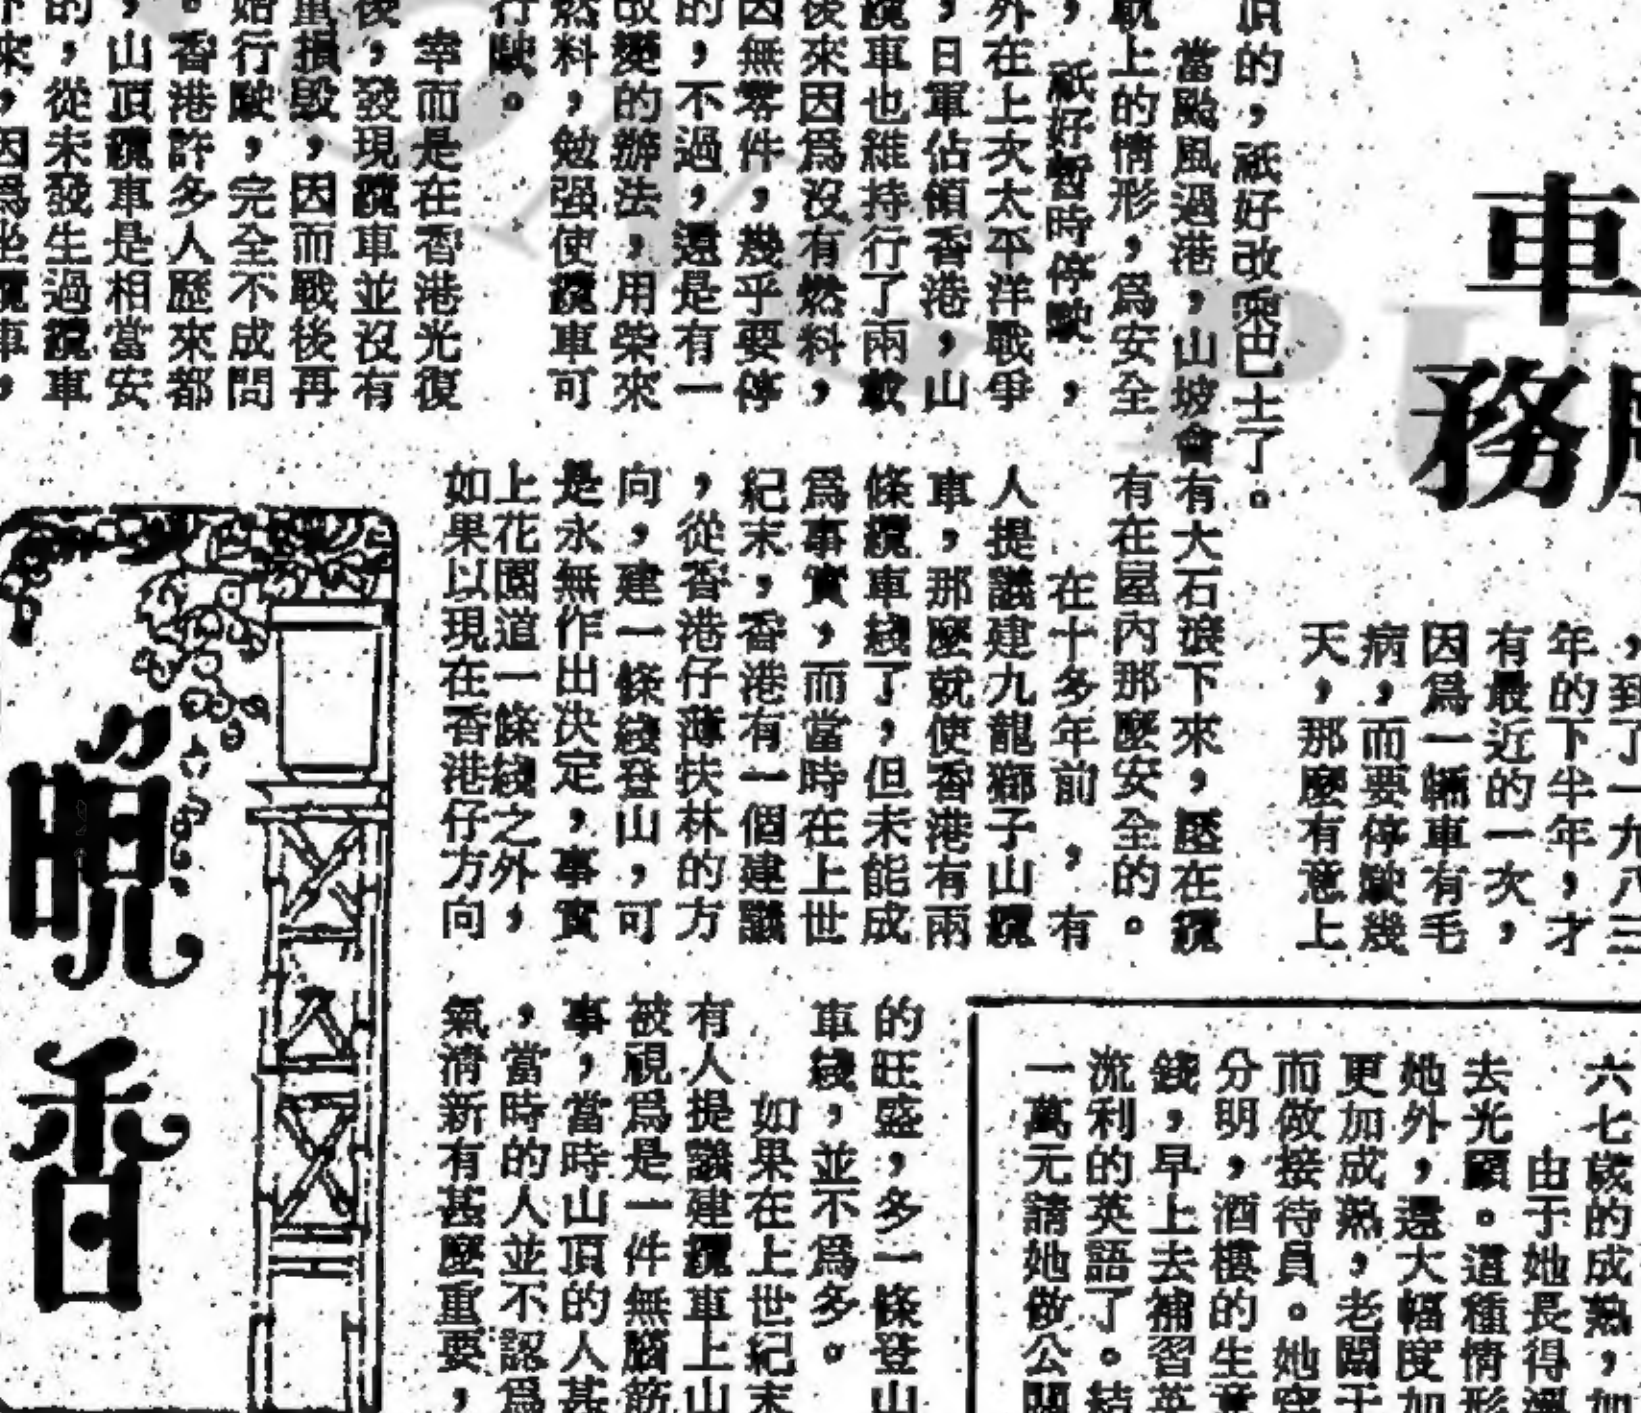 車
務
，到了一九八三
年的下半年，才
有最近的一次，
因爲一輛車有毛
病，而要停駛幾
天，那麼有意上
頂的，祇好改乘巴士了。
當颱風過港，山坡會有大石滾下來，壓在纜
軌上的情形，爲安全
，祇好暫時停駛，
外在上次太平洋戰爭
，日軍佔領香港，山
纜車也維持行了兩
後來因爲沒有燃料，
因無零件，幾乎要停
的，不過，還是有一
改變的辦法，用柴來
然料，勉强使纜車可
行駛。
幸而是在香港光復
後，發現纜車並沒有
重損毀，因而戰後再
始行駛，完全不成問
。香港許多人歷來都
，山頂纜車是相當安
的，從未發生過纜車
下來，因爲坐纜車，
有在屋內那麼安全的。
在十多年前，有
人提議建九龍獅子山纜
車，那麼就使香港有兩
條纜車綫了，但未能成
爲事實，而當時在上世
紀末，香港有一個建議
，從香港仔薄扶林的方
向，建一條綫登山，可
是永無作出決定，事實
上花園道一條綫之外，
如果以現在香港仔方向
的旺盛，多一條登山
車綫，並不爲多。
如果在上世紀末
有人提議建纜車上山
被視爲是一件無腦筋
事，當時山頂的人甚
，當時的人並不認爲
氣清新有甚麼重要，
晚香
六七歲的成熟，如
由于她長得
去光顧。這種情形
她外，還大幅度加
更加成熟，老闆于
而做接待員。她穿
分明，酒樓的生意
錢，早上去補習英
流利的英語了。結
一萬元請她做公關